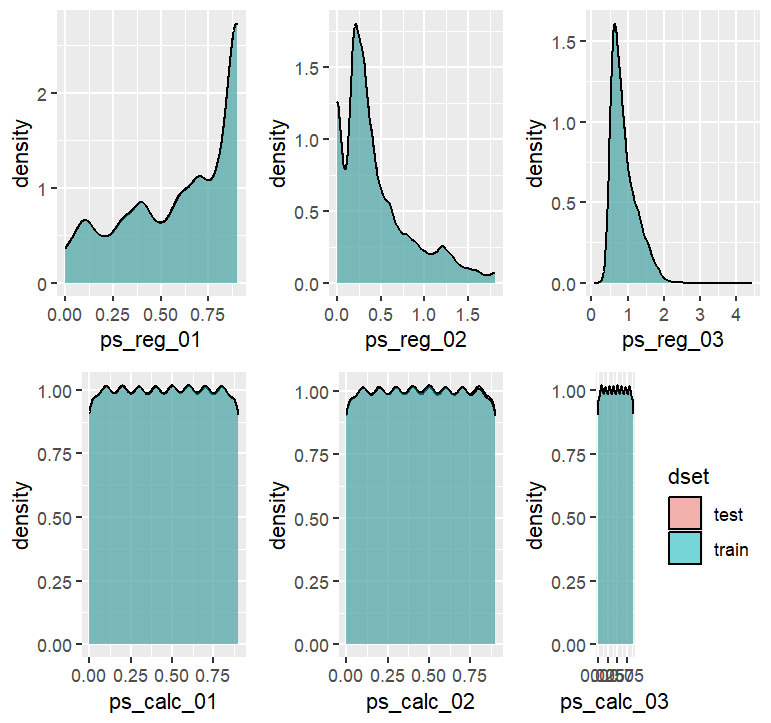 density
2
1
0
0.00 0.25 0.50 0.75
ps_reg_01
density
1.5
1.0
0.5
0.0
0.0 0.5 1.0 1.5
ps_reg_02
density
1.5
1.0
0.5
0.0
0 1 2 3 4
ps_reg_03
density
1.00
0.75
0.50
0.25
0.00
0.00 0.25 0.50 0.75
ps_calc_01
density
1.00
0.75
0.50
0.25
0.00
0.00 0.25 0.50 0.75
ps_calc_02
density
1.00
0.75
0.50
0.25
0.00
ps_calc_03
dset
test
train